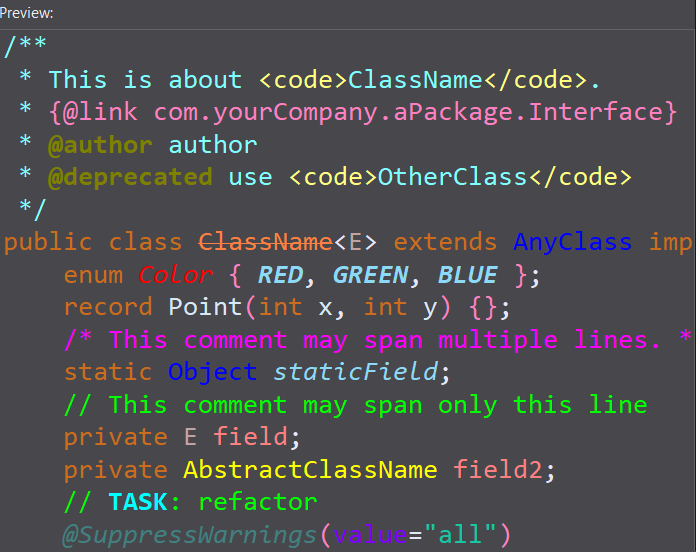 Preview:
/**
 * This is about <code>ClassName</code>.
 * {@link com.yourCompany.aPackage.Interface}
 * @author author
 * @deprecated use <code>OtherClass</code>
 */
public class ClassName<E> extends AnyClass imp
    enum Color { RED, GREEN, BLUE };
    record Point(int x, int y) {};
    /* This comment may span multiple lines. *
    static Object staticField;
    // This comment may span only this line
    private E field;
    private AbstractClassName field2;
    // TASK: refactor
    @SuppressWarnings(value="all")